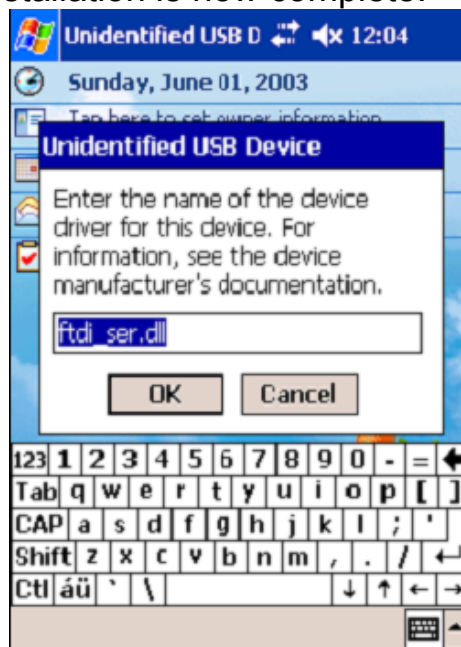 stallation is now complete.
Unidentified USB D 12:04
Sunday, June 01, 2003
Tap here to set owner information
Unidentified USB Device
Enter the name of the device
driver for this device. For
information, see the device
manufacturer's documentation.
ftdi_ser.dll
OK Cancel
123 1 2 3 4 5 6 7 8 9 0 - =
Tab q w e r t y u i o p [ ]
CAP a s d f g h j k l ; '
Shift z x c v b n m , . /
Ctl áü ` \